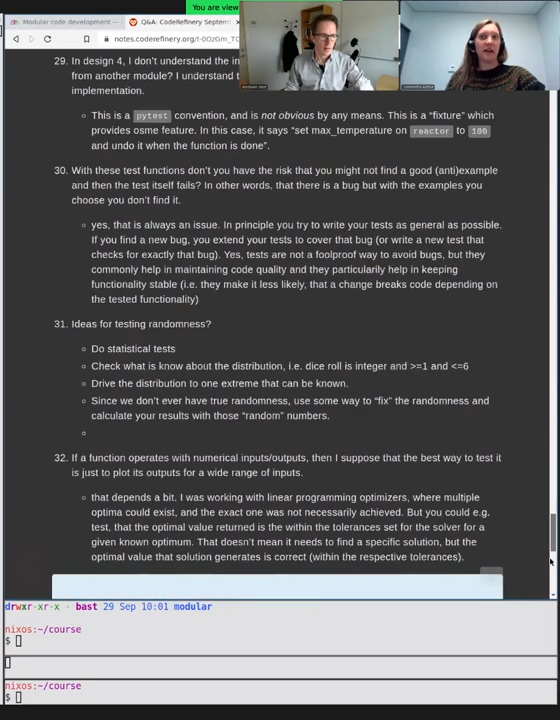 You are view
Modular code development —
Q&A: CodeRefinery Septem
notes.coderefinery.org/
29. In design 4, I don't understand the in
from another module? I understand t
implementation.
This is a pytest convention, and is not obvious by any means. This is a “fixture” which
provides osme feature. In this case, it says “set max_temperature on reactor to 100
and undo it when the function is done”.
30. With these test functions don't you have the risk that you might not find a good (anti)example
and then the test itself fails? In other words, that there is a bug but with the examples you
choose you don't find it.
yes, that is always an issue. In principle you try to write your tests as general as possible.
If you find a new bug, you extend your tests to cover that bug (or write a new test that
checks for exactly that bug). Yes, tests are not a foolproof way to avoid bugs, but they
commonly help in maintaining code quality and they particularly help in keeping
functionality stable (i.e. they make it less likely, that a change breaks code depending on
the tested functionality)
31. Ideas for testing randomness?
Do statistical tests
Check what is know about the distribution, i.e. dice roll is integer and >=1 and <=6
Drive the distribution to one extreme that can be known.
Since we don't ever have true randomness, use some way to “fix” the randomness and
calculate your results with those “random” numbers.
32. If a function operates with numerical inputs/outputs, then I suppose that the best way to test it
is just to plot its outputs for a wide range of inputs.
that depends a bit. I was working with linear programming optimizers, where multiple
optima could exist, and the exact one was not necessarily achieved. But you could e.g.
test, that the optimal value returned is the within the tolerances set for the solver for a
given known optimum. That doesn't mean it needs to find a specific solution, but the
optimal value that solution generates is correct (within the respective tolerances).
drwxr-xr-x - bast 29 Sep 10:01 modular
nixos:~/course
$
nixos:~/course
$